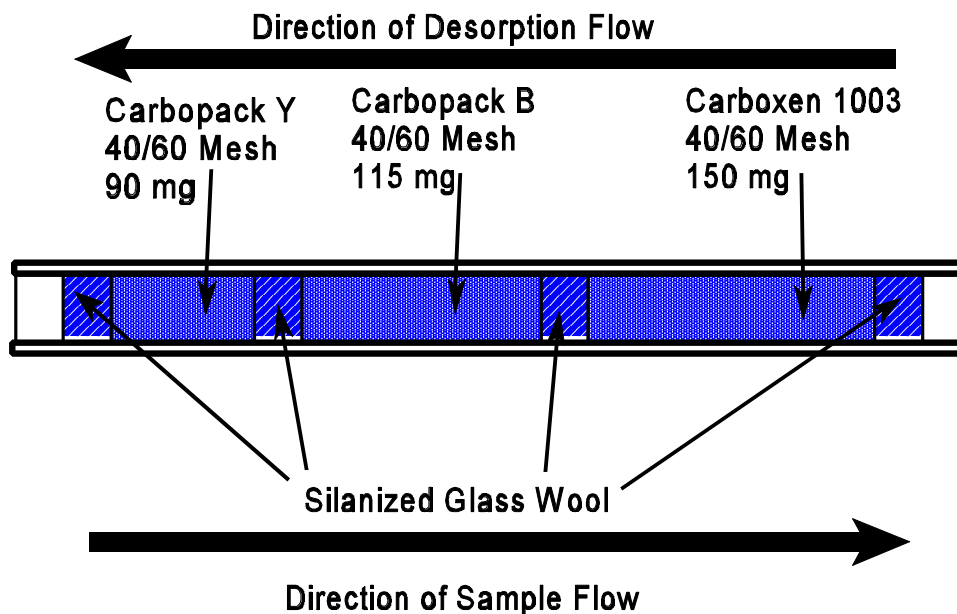 Direction of Desorption Flow
Carbopack Y
40/60 Mesh
90 mg
Carbopack B
40/60 Mesh
115 mg
Carboxen 1003
40/60 Mesh
150 mg
Silanized Glass Wool
Direction of Sample Flow